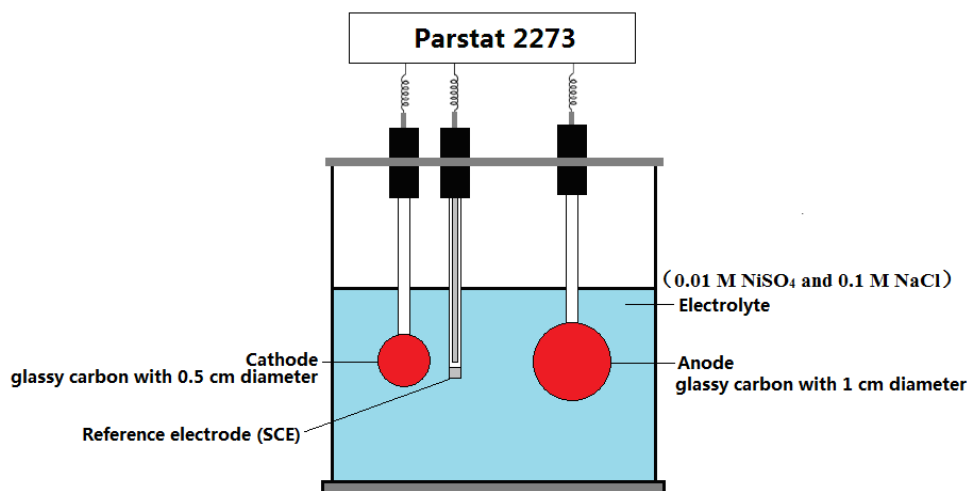 Parstat 2273
（0.01 M NiSO₄ and 0.1 M NaCl）
Electrolyte
Cathode
glassy carbon with 0.5 cm diameter
Anode
glassy carbon with 1 cm diameter
Reference electrode (SCE)